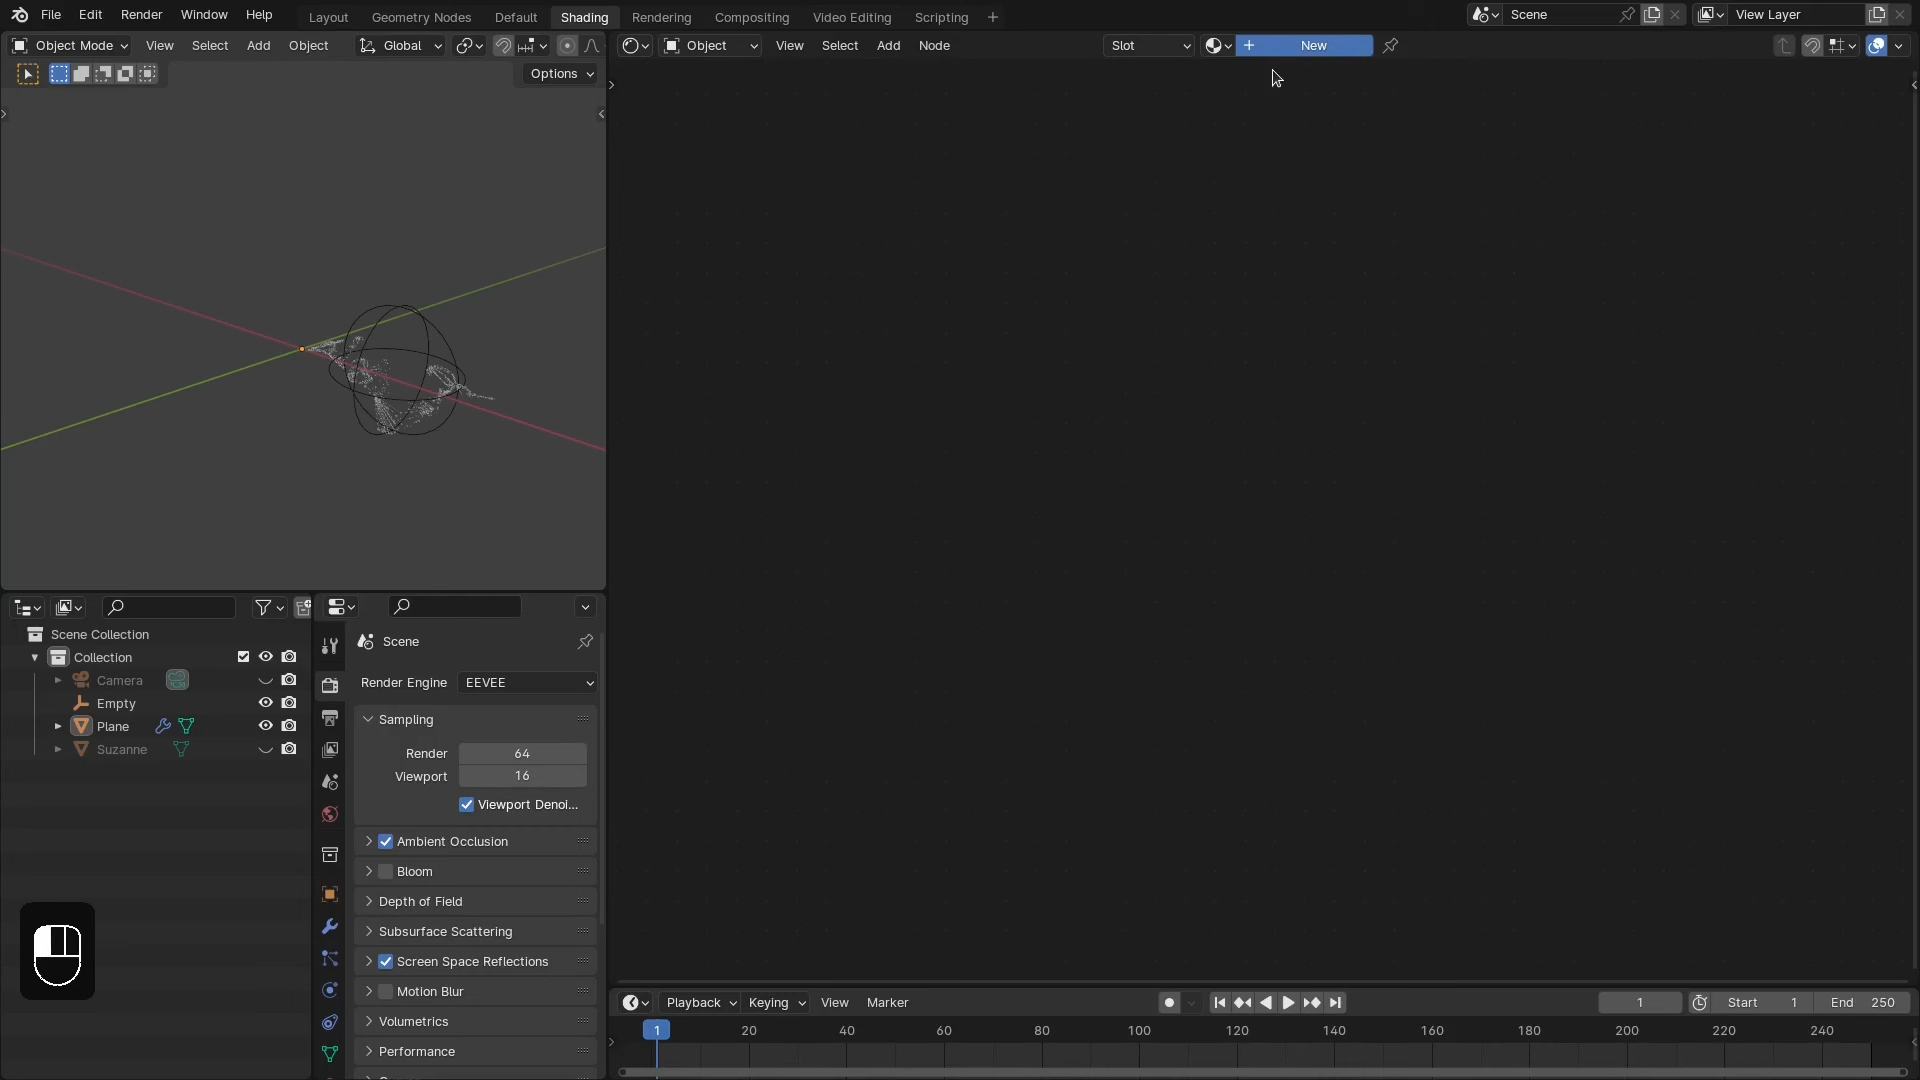 File Edit Render Window Help Layout Geometry Nodes Default Shading Rendering Compositing Video Editing Scripting Scene View Layer
Object Mode View Select Add Object Global Object View Select Add Node Slot New
Options
Scene Collection
Collection
Camera
Empty
Plane
Suzanne
Scene
Render Engine EEVEE
Sampling
Render 64
Viewport 16
Viewport Denoi...
Ambient Occlusion
Bloom
Depth of Field
Subsurface Scattering
Screen Space Reflections
Motion Blur
Volumetrics
Performance
Playback Keying View Marker 1 Start 1 End 250
1 20 40 60 80 100 120 140 160 180 200 220 240